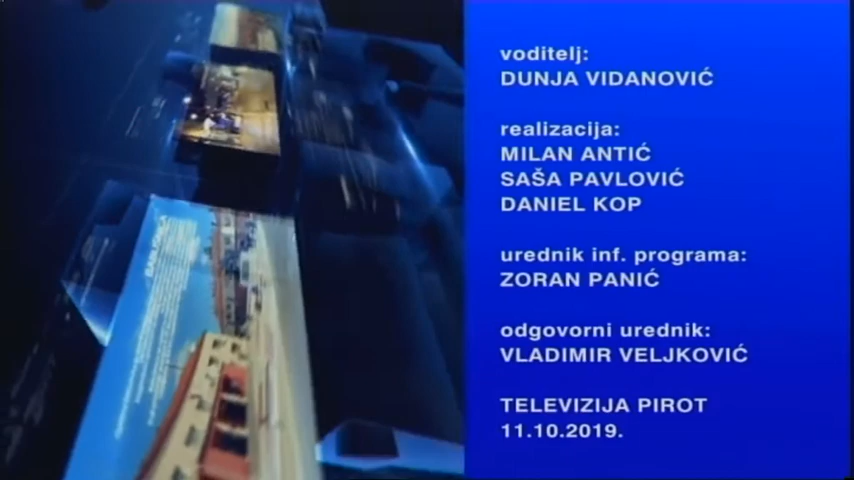 voditelj:
DUNJA VIDANOVIĆ
realizacija:
MILAN ANTIĆ
SAŠA PAVLOVIĆ
DANIEL KOP
urednik inf. programa:
ZORAN PANIĆ
odgovorni urednik:
VLADIMIR VELJKOVIĆ
TELEVIZIJA PIROT
11.10.2019.